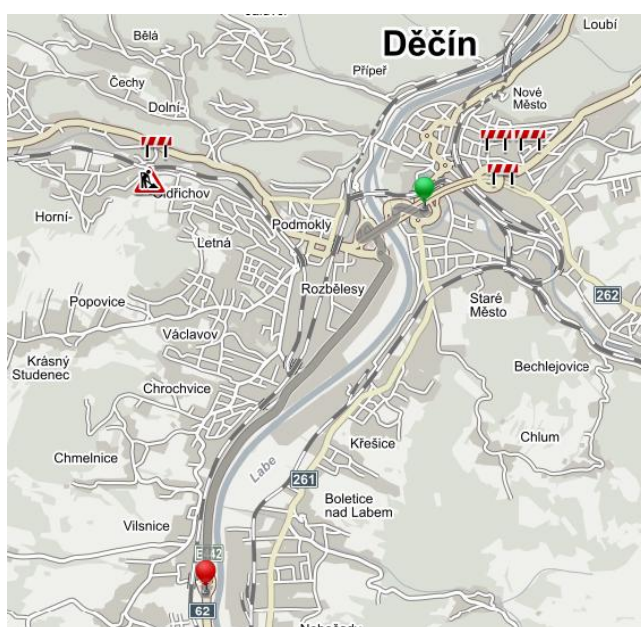 Loubí
Děčín
Bělá
Přípeř
Čechy
Dolní-
Nové
Město
Oldřichov
Horní-
Podmokly
Letná
Rozbělesy
Popovice
Staré
Město
262
Václavov
Krásný
Studenec
Chrochvice
Bechlejovice
Křešice
Chlum
Chmelnice
Labe
261
Boletice
nad Labem
Vilsnice
62